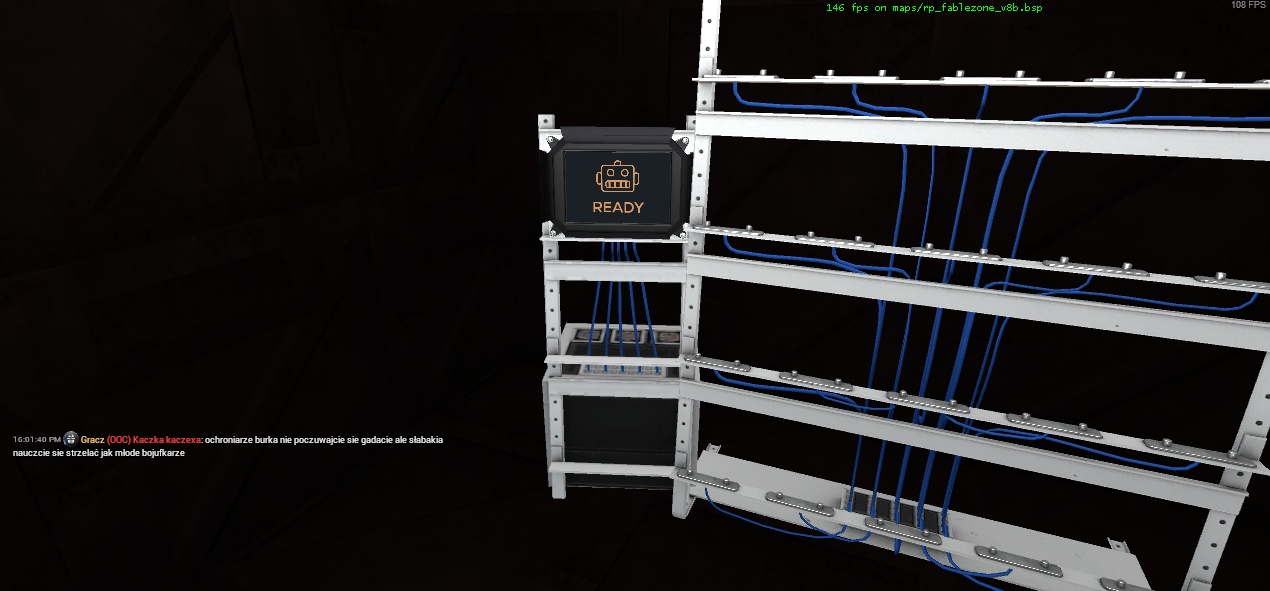 146 fps on maps/rp_fablezone_v8b.bsp
108 FPS
READY
16:01:40 PM Gracz (OOC) Kaczka kaczexa: ochroniarze burka nie poczuwajcie sie gadacie ale słabakia
nauczcie sie strzelać jak młode bojufkarze